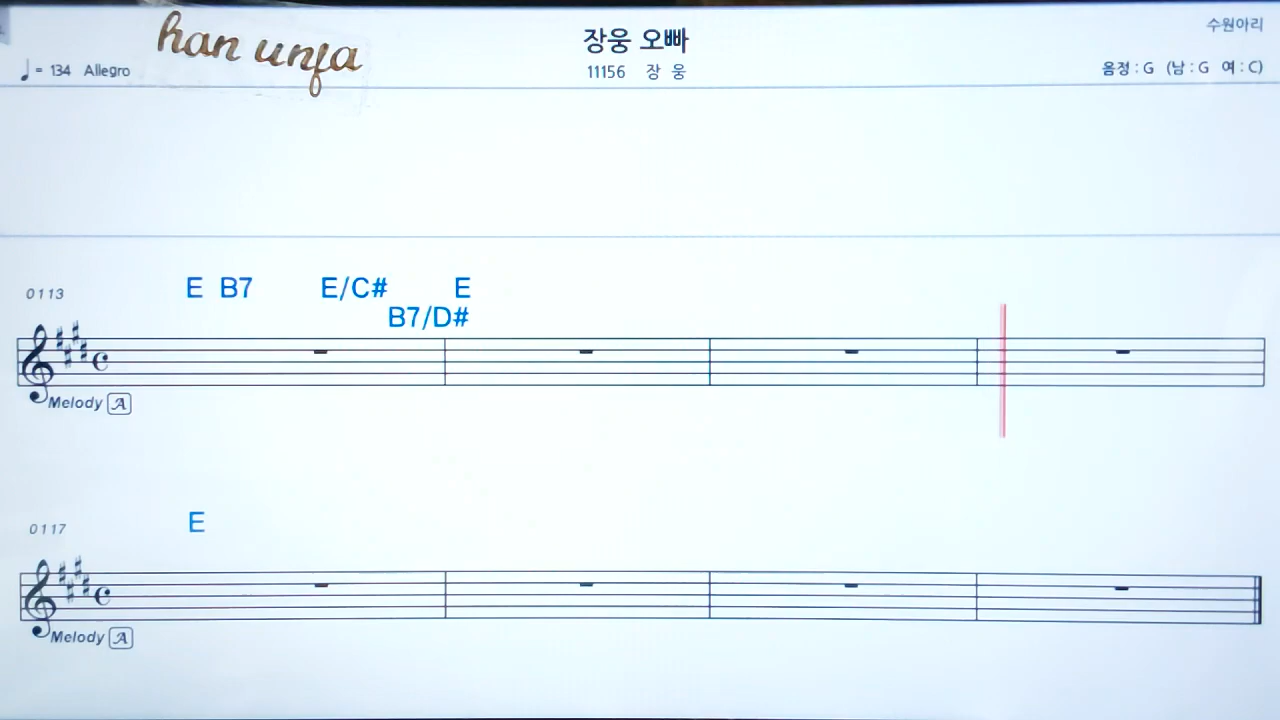 han unfa
장웅 오빠
수원아리
♩= 134 Allegro
11156 장 웅
음정 : G (남 : G 여 : C)
0113
E B7 E/C# E
B7/D#
Melody A
0117
E
Melody A